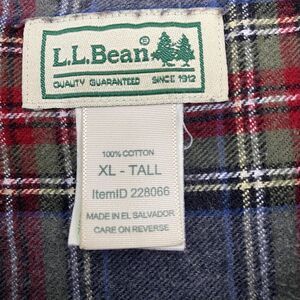 L.L.Bean®
QUALITY GUARANTEED SINCE 1912
100% COTTON
XL - TALL
ItemID 228066
MADE IN EL SALVADOR
CARE ON REVERSE